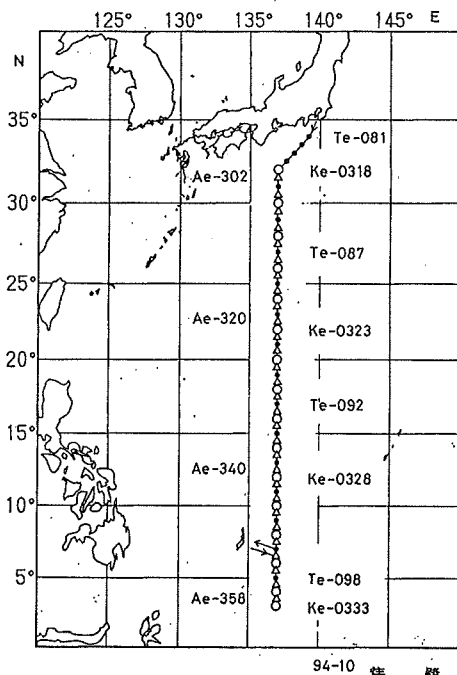 125° 130° 135° 140° 145° E
N
35°
Te-081
Ae-302 Ke-0318
30°
Te-087
25°
Ae-320 Ke-0323
20°
Te-092
15°
Ae-340 Ke-0328
10°
Te-098
5°
Ae-358 Ke-0333
94-10